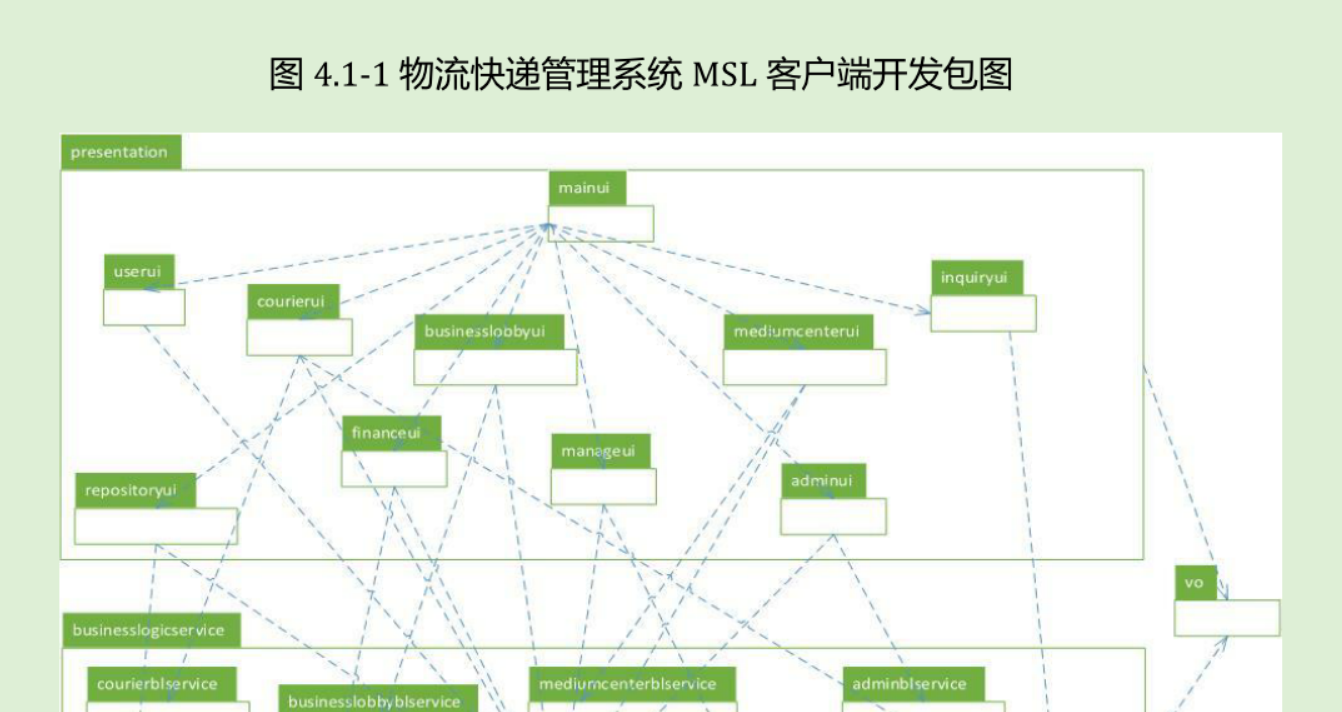 图 4.1-1 物流快递管理系统 MSL 客户端开发包图
presentation
mainui
userui
inquiryui
courierui
businesslobbyui
mediumcenterui
financeui
manageui
adminui
repositoryui
vo
businesslogicservice
courierblservice
mediumcenterblservice
adminblservice
businesslobbyblservice